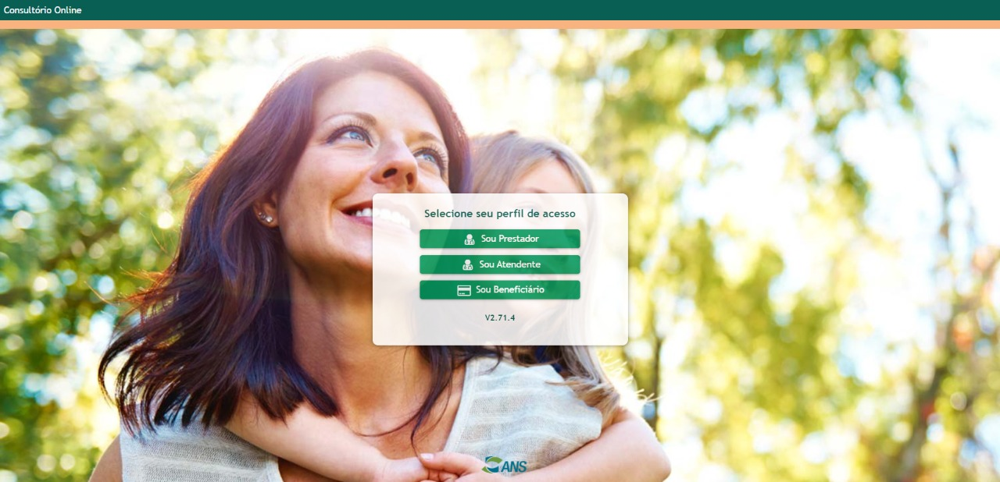 Consultório Online
Selecione seu perfil de acesso
Sou Prestador
Sou Atendente
Sou Beneficiário
V2.71.4
ANS